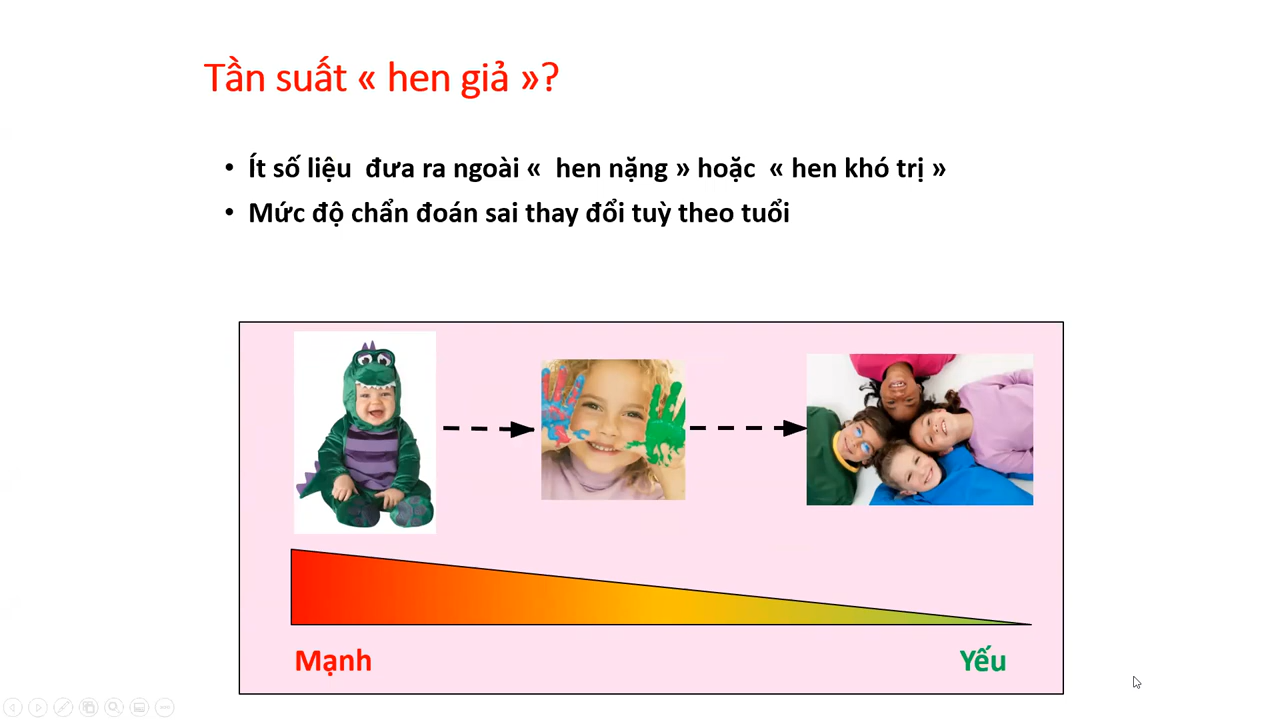 Tần suất « hen giả »?
• Ít số liệu đưa ra ngoài « hen nặng » hoặc « hen khó trị »
• Mức độ chẩn đoán sai thay đổi tuỳ theo tuổi
Mạnh
Yếu